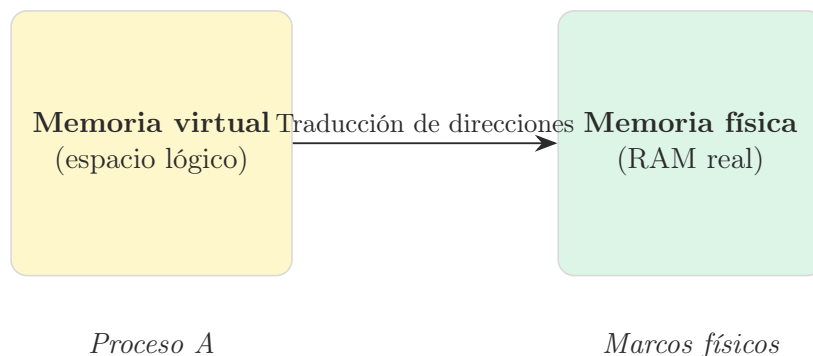 Memoria virtual
(espacio lógico)
Traducción de direcciones
Memoria física
(RAM real)
Proceso A
Marcos físicos